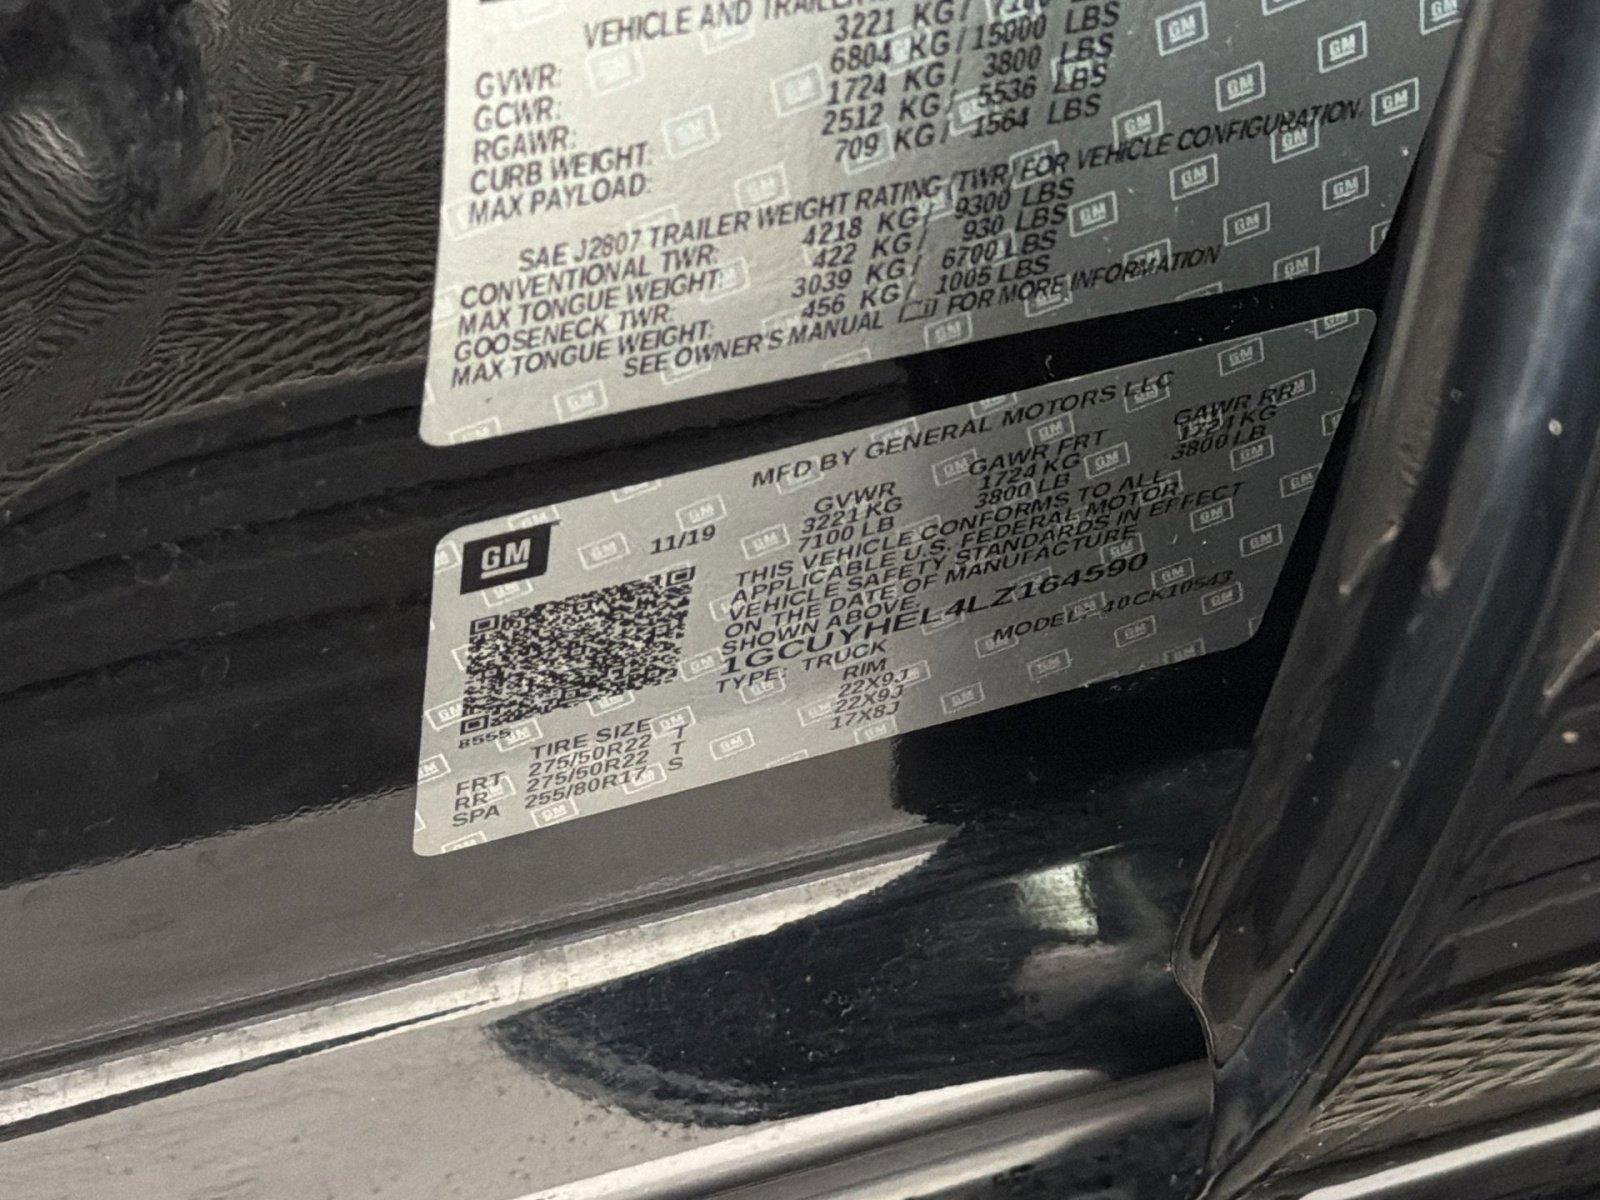 VEHICLE AND TRAILER
GVWR: 3221 KG / 7100
GCWR: 6804 KG / 15000 LBS
RGAWR: 1724 KG / 3800 LBS
CURB WEIGHT: 2512 KG / 5536 LBS
MAX PAYLOAD: 709 KG / 1564 LBS
SAE J2807 TRAILER WEIGHT RATING (TWR) FOR VEHICLE CONFIGURATION.
CONVENTIONAL TWR: 4218 KG / 9300 LBS
MAX TONGUE WEIGHT: 422 KG / 930 LBS
GOOSENECK TWR: 3039 KG / 6700 LBS
MAX TONGUE WEIGHT: 456 KG / 1005 LBS
SEE OWNER'S MANUAL FOR MORE INFORMATION
MFD BY GENERAL MOTORS LLC
GM 11/19 GVWR GAWR FRT GAWR RR
3221 KG 1724 KG 1724 KG
7100 LB 3800 LB 3800 LB
THIS VEHICLE CONFORMS TO ALL
APPLICABLE U.S. FEDERAL MOTOR
VEHICLE SAFETY STANDARDS IN EFFECT
ON THE DATE OF MANUFACTURE
SHOWN ABOVE.
1GCUYHEL4LZ164590
TYPE: TRUCK MODEL: 40CK10543
8555
TIRE SIZE RIM
FRT 275/50R22 T 22X9J
RR 275/50R22 T 22X9J
SPA 255/80R17 S 17X8J